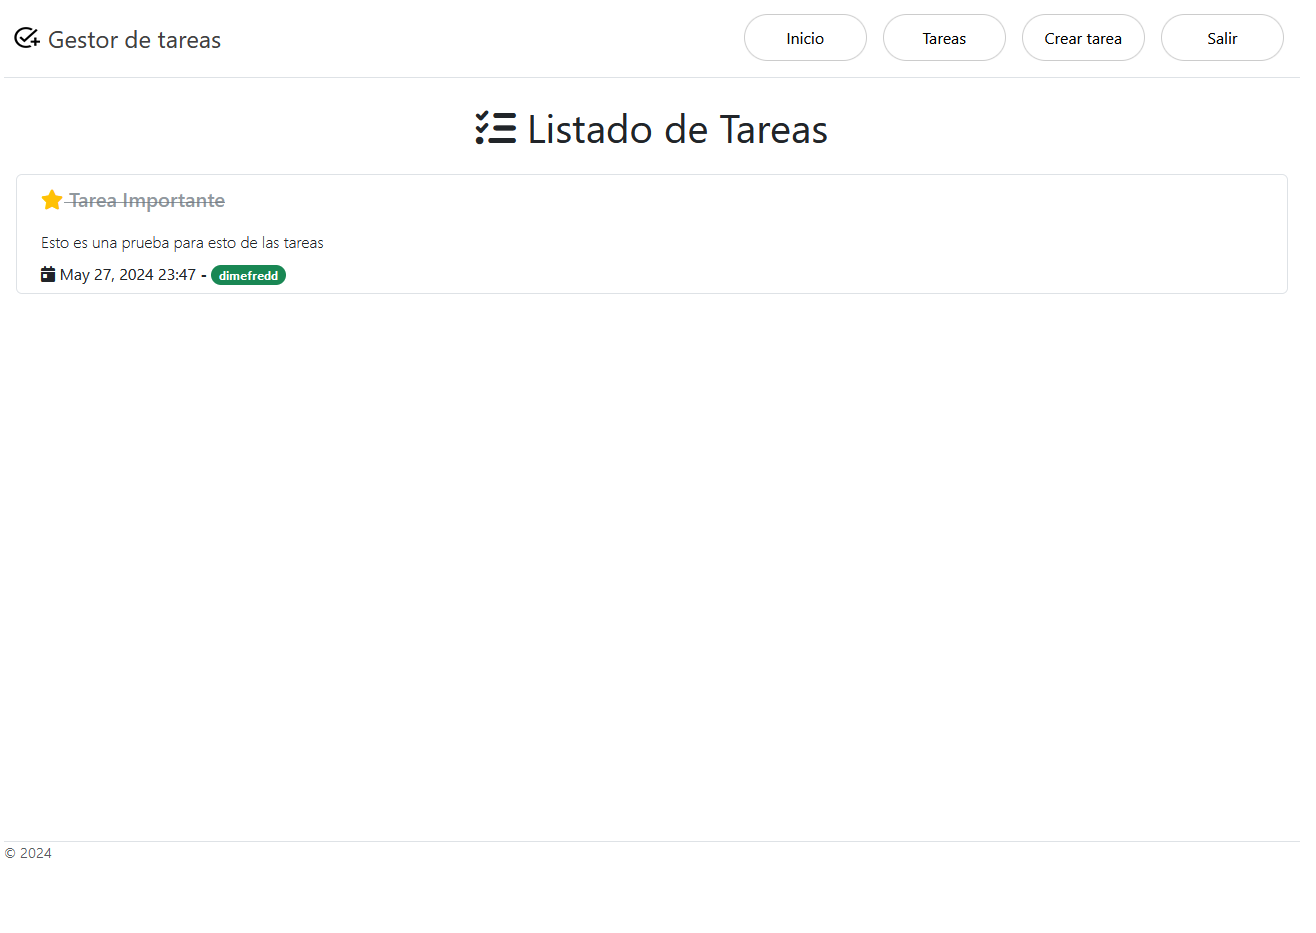 Gestor de tareas
Inicio
Tareas
Crear tarea
Salir
Listado de Tareas
Tarea Importante
Esto es una prueba para esto de las tareas
May 27, 2024 23:47 - dimefredd
© 2024